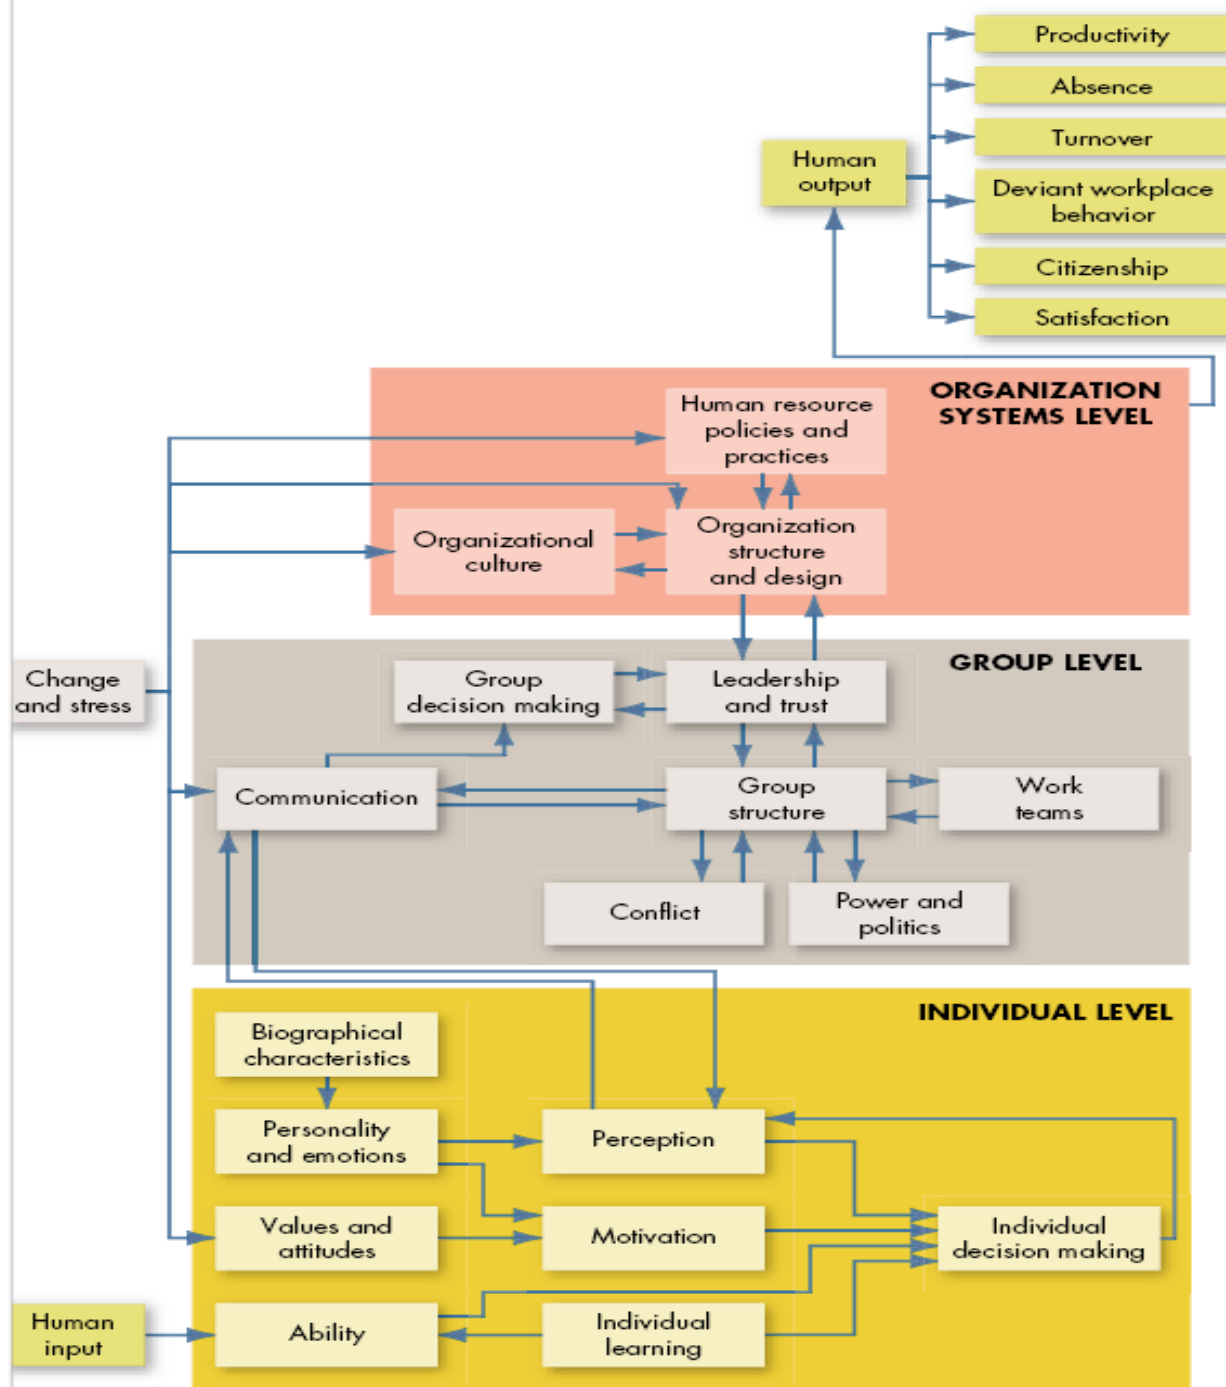 Productivity
Absence
Turnover
Human
output
Deviant workplace
behavior
Citizenship
Satisfaction
ORGANIZATION
SYSTEMS LEVEL
Human resource
policies and
practices
Organizational
culture
Organization
structure
and design
GROUP LEVEL
Change
and stress
Group
decision making
Leadership
and trust
Communication
Group
structure
Work
teams
Conflict
Power and
politics
INDIVIDUAL LEVEL
Biographical
characteristics
Personality
and emotions
Perception
Values and
attitudes
Motivation
Individual
decision making
Human
input
Ability
Individual
learning